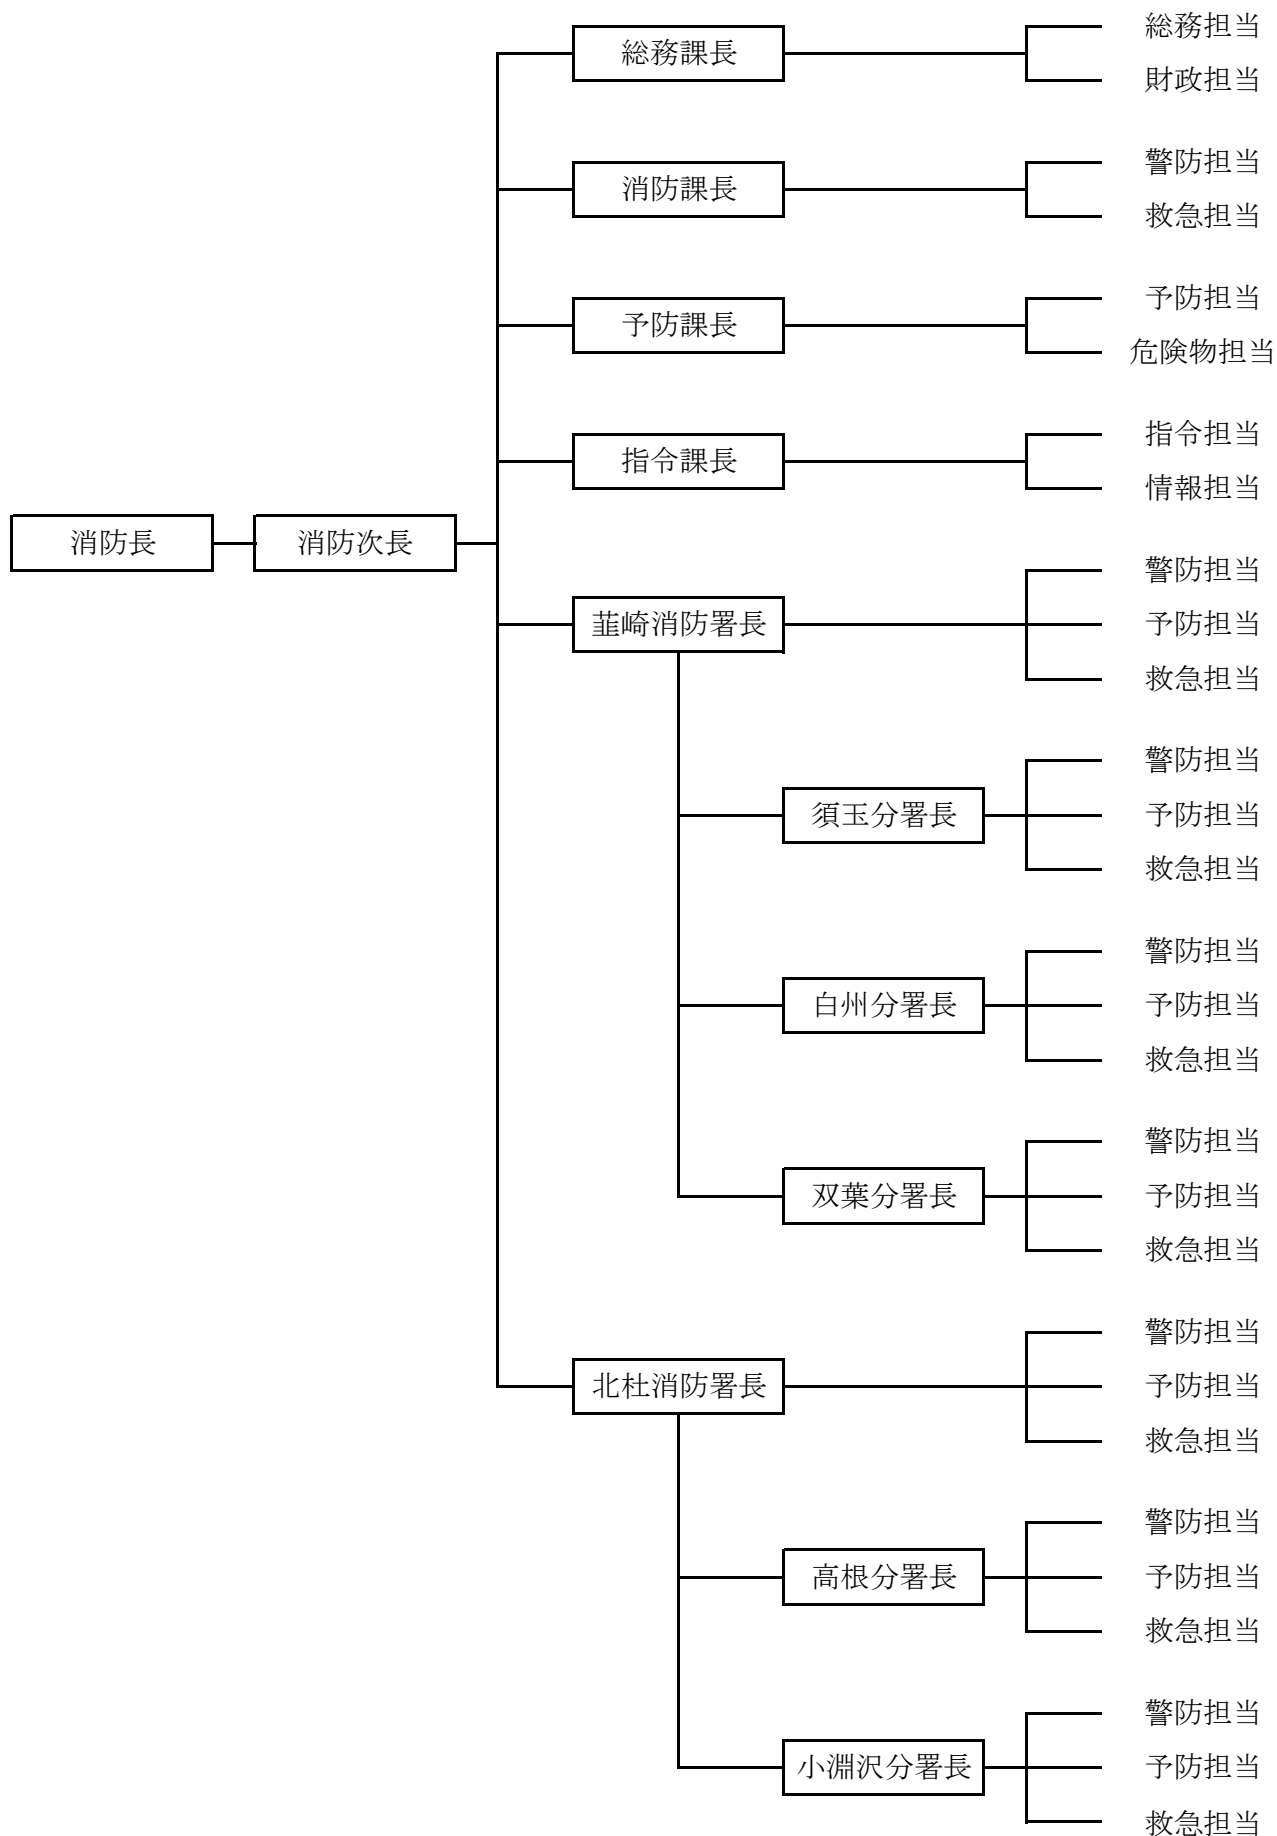 消防長
消防次長
総務課長
総務担当
財政担当
消防課長
警防担当
救急担当
予防課長
予防担当
危険物担当
指令課長
指令担当
情報担当
韮崎消防署長
警防担当
予防担当
救急担当
須玉分署長
警防担当
予防担当
救急担当
白州分署長
警防担当
予防担当
救急担当
双葉分署長
警防担当
予防担当
救急担当
北杜消防署長
警防担当
予防担当
救急担当
高根分署長
警防担当
予防担当
救急担当
小淵沢分署長
警防担当
予防担当
救急担当